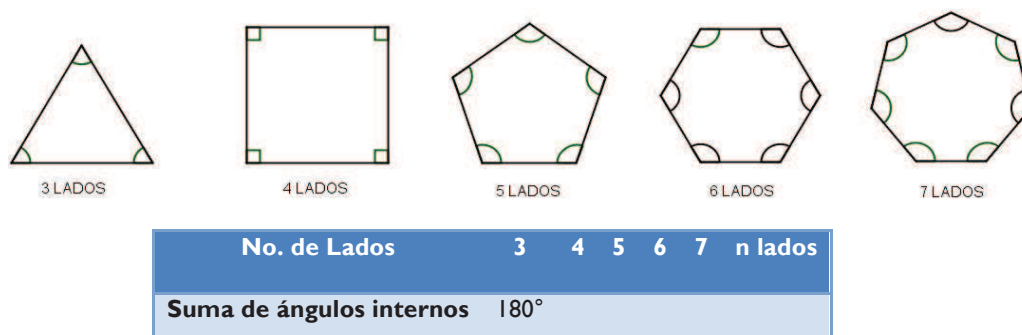 3 LADOS 4 LADOS 5 LADOS 6 LADOS 7 LADOS
No. de Lados 3 4 5 6 7 n lados
Suma de ángulos internos 180°